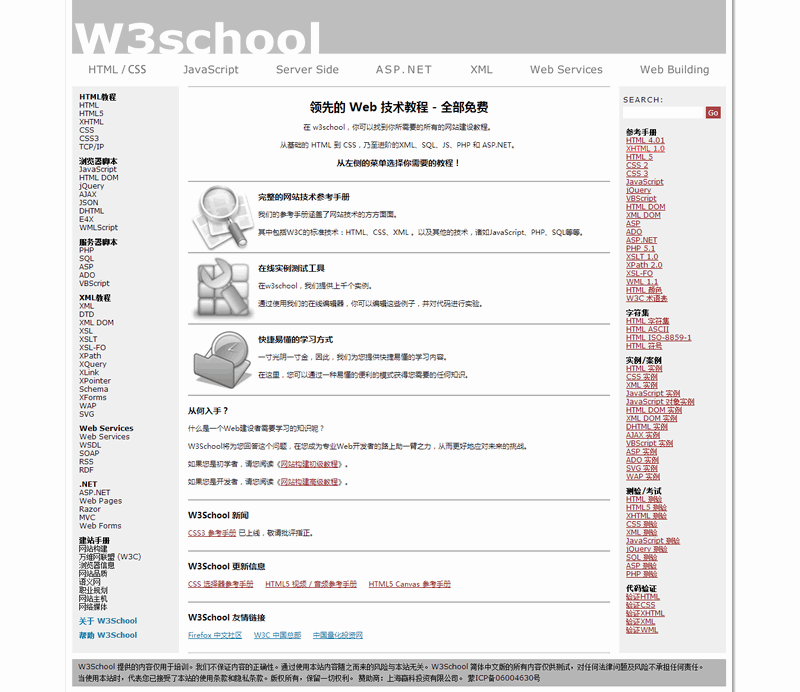 W3school
HTML / CSS
JavaScript
Server Side
ASP.NET
XML
Web Services
Web Building
HTML教程
HTML
HTML5
XHTML
CSS
CSS3
TCP/IP
浏览器脚本
JavaScript
HTML DOM
jQuery
AJAX
JSON
DHTML
E4X
WMLScript
服务器脚本
PHP
SQL
ASP
ADO
VBScript
XML教程
XML
DTD
XML DOM
XSL
XSLT
XSL-FO
XPath
XQuery
XLink
XPointer
Schema
XForms
WAP
SVG
Web Services
Web Services
WSDL
SOAP
RSS
RDF
.NET
ASP.NET
Web Pages
Razor
MVC
Web Forms
建站手册
网站构建
万维网联盟 (W3C)
浏览器信息
网站品质
语义网
职业规划
网站主机
网络媒体
关于 W3School
帮助 W3School
领先的 Web 技术教程 - 全部免费
在 w3school，你可以找到你所需要的所有的网站建设教程。
从基础的 HTML 到 CSS，乃至进阶的XML、SQL、JS、PHP 和 ASP.NET。
从左侧的菜单选择你需要的教程！
完整的网站技术参考手册
我们的参考手册涵盖了网站技术的方方面面。
其中包括W3C的标准技术：HTML、CSS、XML 。以及其他的技术，诸如JavaScript、PHP、SQL等等。
在线实例测试工具
在w3school，我们提供上千个实例。
通过使用我们的在线编辑器，你可以编辑这些例子，并对代码进行实验。
快捷易懂的学习方式
一寸光阴一寸金，因此，我们为您提供快捷易懂的学习内容。
在这里，您可以通过一种易懂的便利的模式获得您需要的任何知识。
从何入手？
什么是一个Web建设者需要学习的知识呢？
W3School将为您回答这个问题，在您成为专业Web开发者的路上助一臂之力，从而更好地应对未来的挑战。
如果您是初学者，请您阅读《网站构建初级教程》。
如果您是开发者，请您阅读《网站构建高级教程》。
W3School 新闻
CSS3 参考手册 已上线，敬请批评指正。
W3School 更新信息
CSS 选择器参考手册 HTML5 视频 / 音频参考手册 HTML5 Canvas 参考手册
W3School 友情链接
Firefox 中文社区 W3C 中国总部 中国量化投资网
SEARCH:
Go
参考手册
HTML 4.01
XHTML 1.0
HTML 5
CSS 2
CSS 3
JavaScript
jQuery
VBScript
HTML DOM
XML DOM
ASP
ADO
ASP.NET
PHP 5.1
XSLT 1.0
XPath 2.0
XSL-FO
WML 1.1
HTML 颜色
W3C 术语表
字符集
HTML 字符集
HTML ASCII
HTML ISO-8859-1
HTML 符号
实例/案例
HTML 实例
CSS 实例
XML 实例
JavaScript 实例
JavaScript 对象实例
HTML DOM 实例
XML DOM 实例
DHTML 实例
AJAX 实例
VBScript 实例
ASP 实例
ADO 实例
SVG 实例
WAP 实例
测验/考试
HTML 测验
HTML5 测验
XHTML 测验
CSS 测验
XML 测验
JavaScript 测验
jQuery 测验
SQL 测验
ASP 测验
PHP 测验
代码验证
验证HTML
验证CSS
验证XHTML
验证XML
验证WML
W3School 提供的内容仅用于培训。我们不保证内容的正确性。通过使用本站内容随之而来的风险与本站无关。W3School 简体中文版的所有内容仅供测试，对任何法律问题及风险不承担任何责任。
当使用本站时，代表您已接受了本站的使用条款和隐私条款。版权所有，保留一切权利。 赞助商：上海赢科投资有限公司。 蒙ICP备06004630号